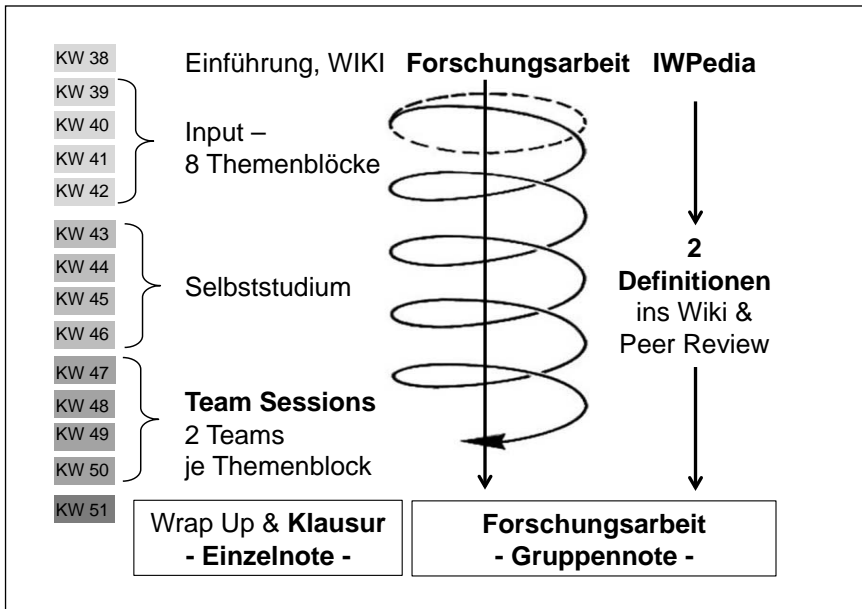 KW 38
Einführung, WIKI Forschungsarbeit IWPedia
KW 39
KW 40
KW 41
KW 42
Input –
8 Themenblöcke
KW 43
KW 44
KW 45
KW 46
Selbststudium
2
Definitionen
ins Wiki &
Peer Review
KW 47
KW 48
KW 49
KW 50
Team Sessions
2 Teams
je Themenblock
KW 51
Wrap Up & Klausur
- Einzelnote -
Forschungsarbeit
- Gruppennote -